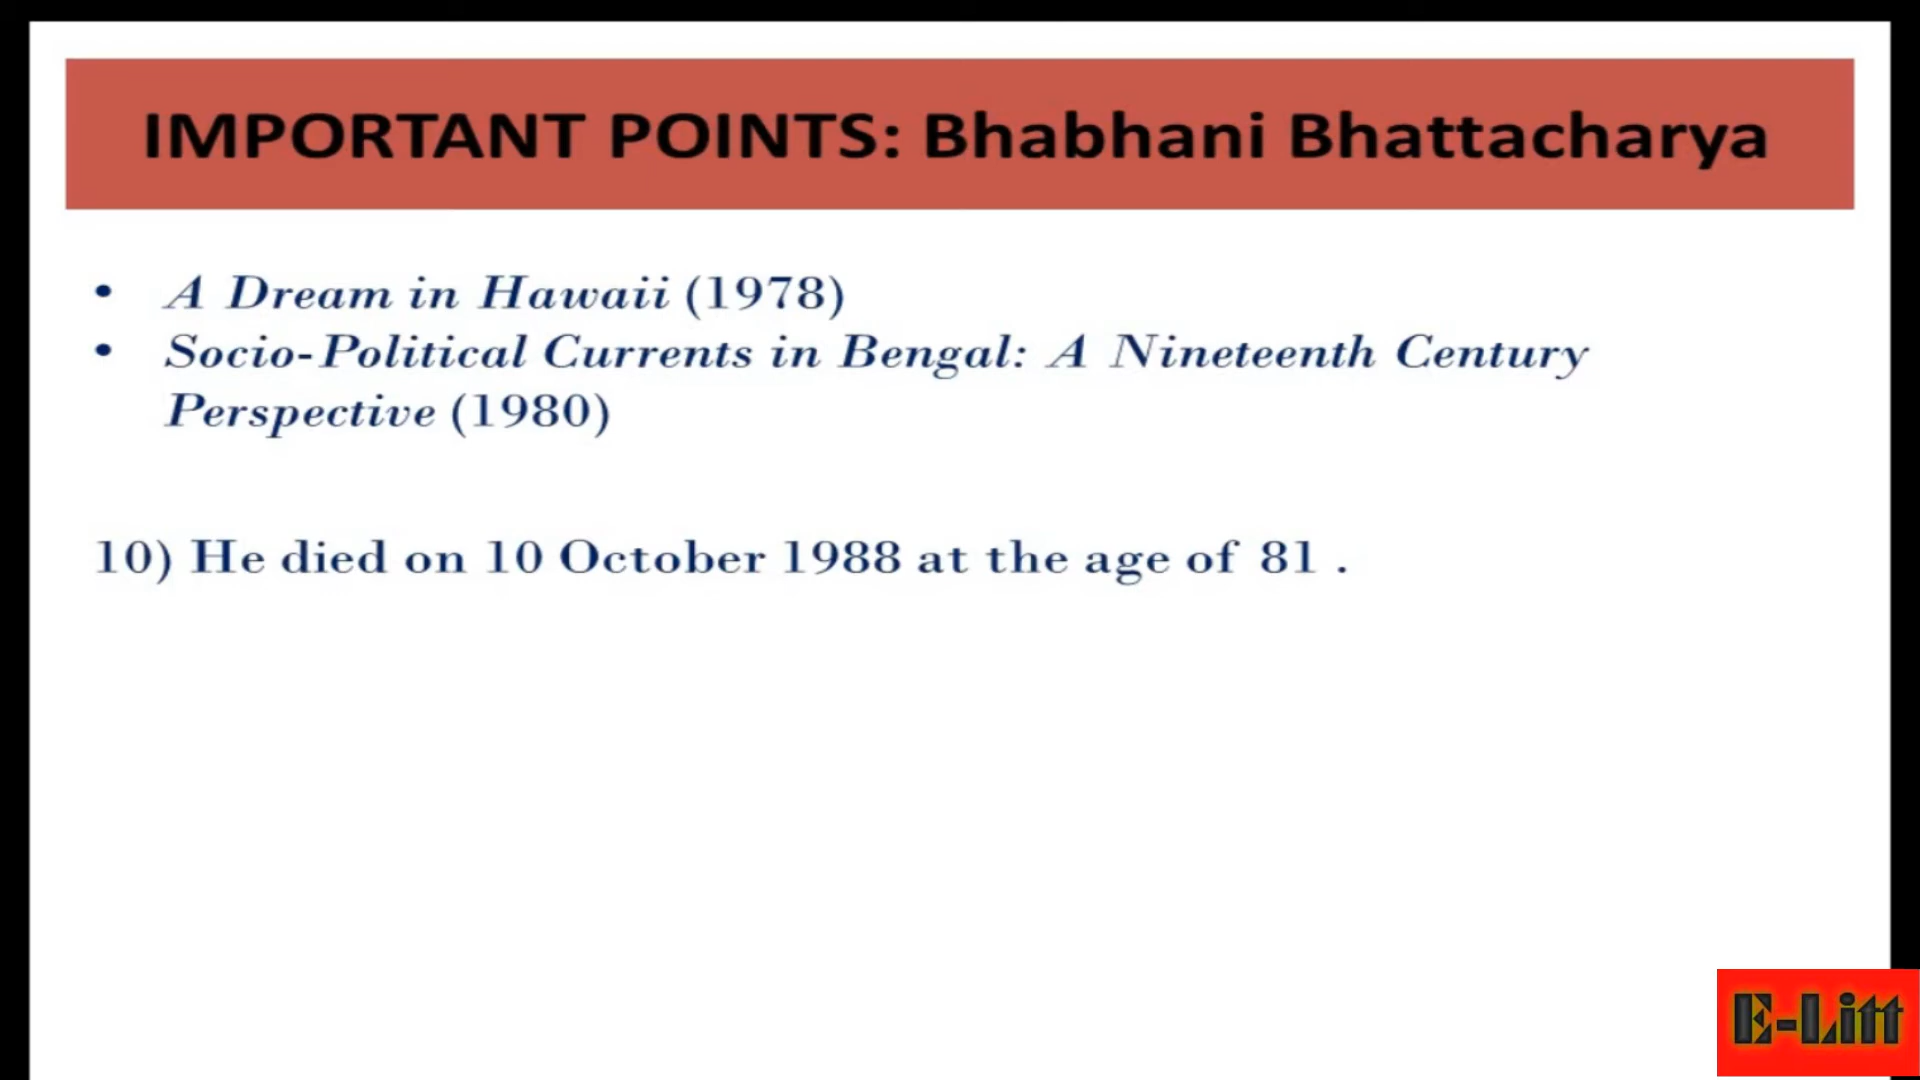 IMPORTANT POINTS: Bhabhani Bhattacharya
• A Dream in Hawaii (1978)
• Socio-Political Currents in Bengal: A Nineteenth Century
Perspective (1980)
10) He died on 10 October 1988 at the age of 81 .
E-Litt